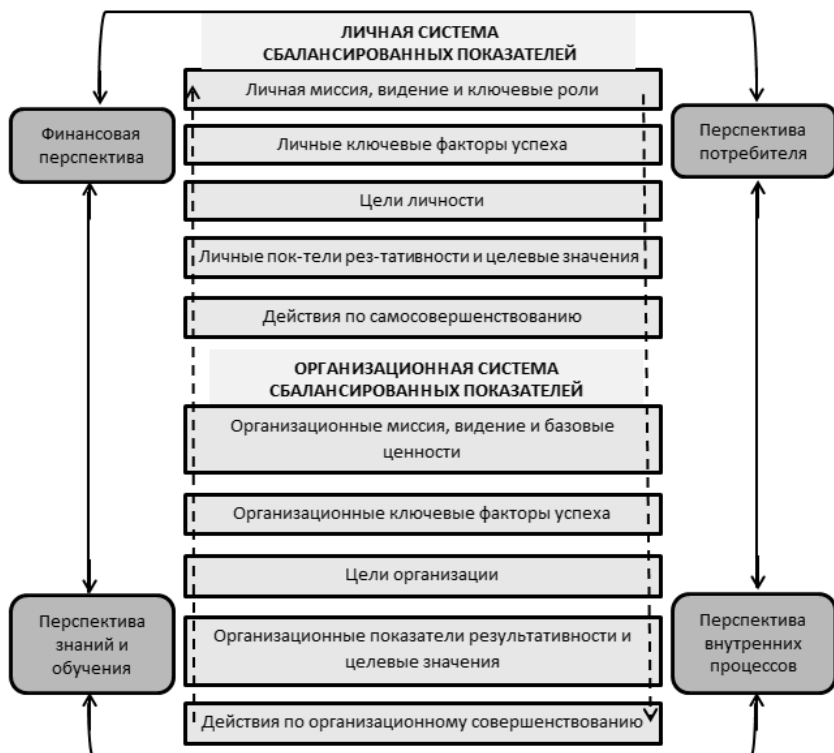 ЛИЧНАЯ СИСТЕМА
СБАЛАНСИРОВАННЫХ ПОКАЗАТЕЛЕЙ
Личная миссия, видение и ключевые роли
Финансовая
перспектива
Перспектива
потребителя
Личные ключевые факторы успеха
Цели личности
Личные пок-тели рез-тативности и целевые значения
Действия по самосовершенствованию
ОРГАНИЗАЦИОННАЯ СИСТЕМА
СБАЛАНСИРОВАННЫХ ПОКАЗАТЕЛЕЙ
Организационные миссия, видение и базовые
ценности
Организационные ключевые факторы успеха
Цели организации
Перспектива
знаний и
обучения
Организационные показатели результативности и
целевые значения
Перспектива
внутренних
процессов
Действия по организационному совершенствованию